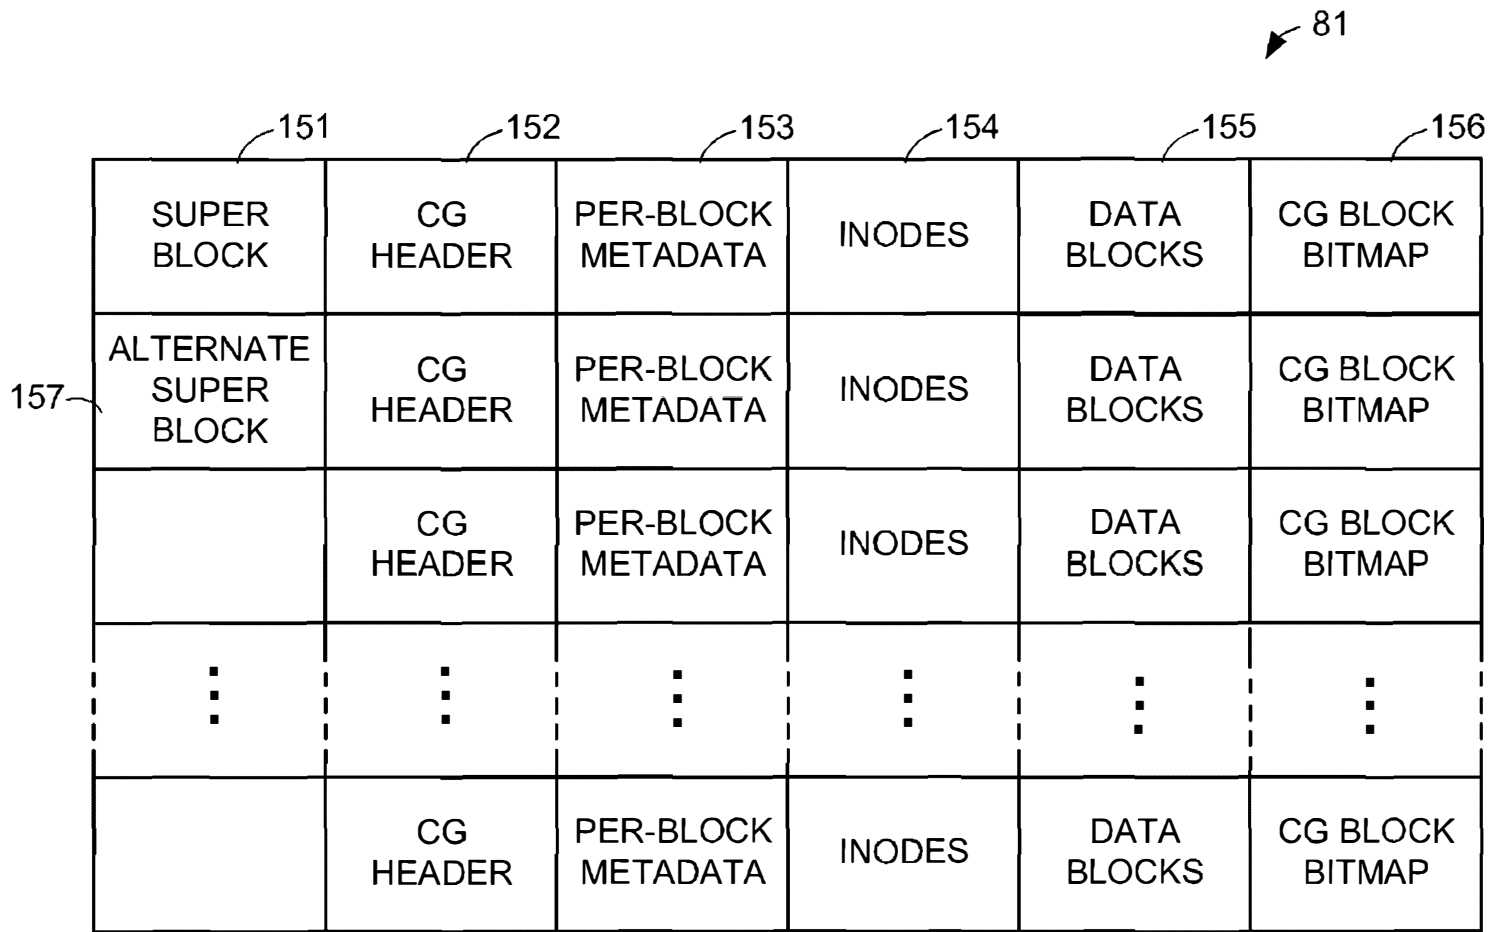 81
151
152
153
154
155
156
SUPER
BLOCK
CG
HEADER
PER-BLOCK
METADATA
INODES
DATA
BLOCKS
CG BLOCK
BITMAP
157
ALTERNATE
SUPER
BLOCK
CG
HEADER
PER-BLOCK
METADATA
INODES
DATA
BLOCKS
CG BLOCK
BITMAP
CG
HEADER
PER-BLOCK
METADATA
INODES
DATA
BLOCKS
CG BLOCK
BITMAP
CG
HEADER
PER-BLOCK
METADATA
INODES
DATA
BLOCKS
CG BLOCK
BITMAP